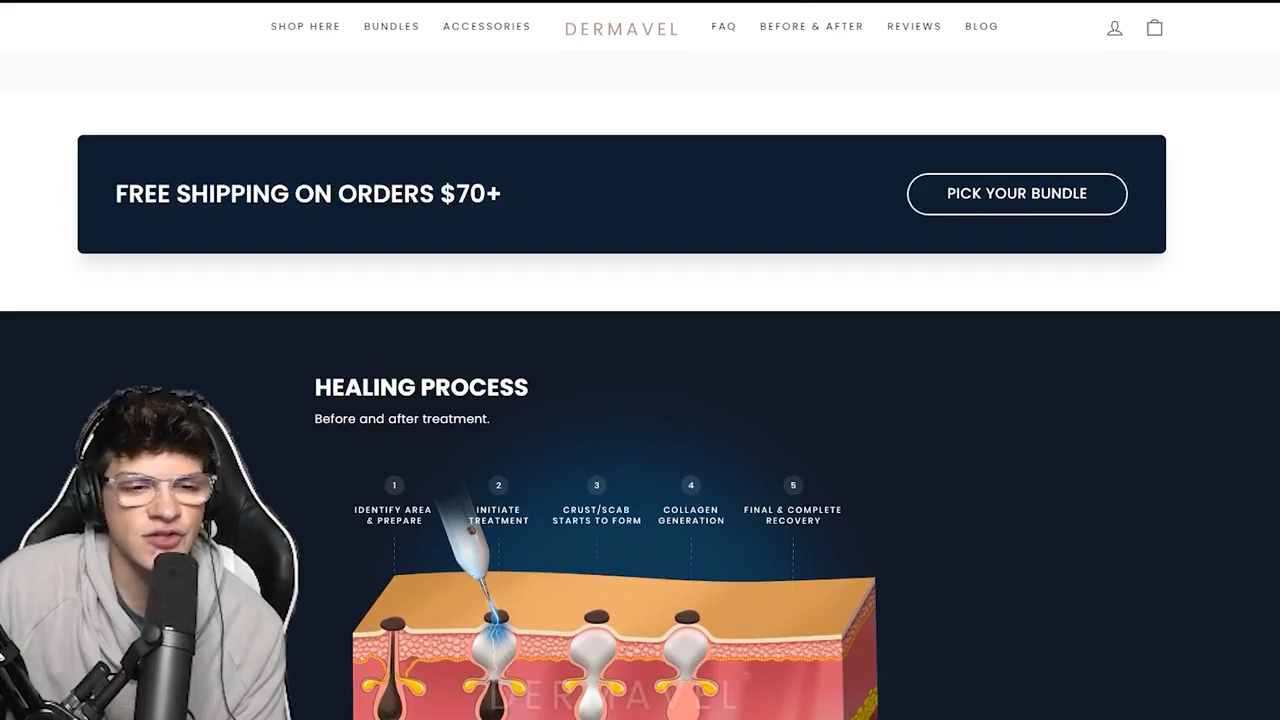 SHOP HERE BUNDLES ACCESSORIES DERMAVEL FAQ BEFORE & AFTER REVIEWS BLOG
FREE SHIPPING ON ORDERS $70+
PICK YOUR BUNDLE
HEALING PROCESS
Before and after treatment.
1
IDENTIFY AREA
& PREPARE
2
INITIATE
TREATMENT
3
CRUST/SCAB
STARTS TO FORM
4
COLLAGEN
GENERATION
5
FINAL & COMPLETE
RECOVERY
DERMAVEL®